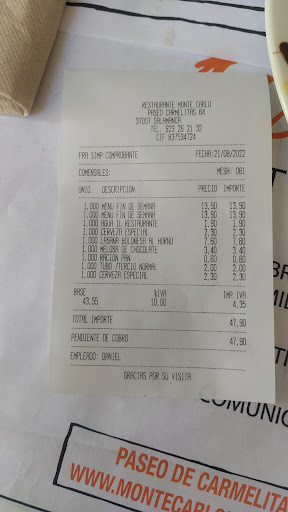 RESTAURANTE MONTE CARLO
PASEO CARMELITAS 64
37007 SALAMANCA
TEL. 923 26 21 32
CIF B37534724
FRA SIMP.COMPROBANTE FECHA:21/08/2022
COMENSALES: MESA: 061
UNID. DESCRIPCION PRECIO IMPORTE
1,000 MENU FIN DE SEMANA 13,90 13,90
1,000 MENU FIN DE SEMANA 13,90 13,90
1,000 AGUA 1L RESTAURANTE 1,90 1,90
1,000 CERVEZA ESPECIAL 2,30 2,30
1,000 LASAÑA BOLOÑESA AL HORNO 7,60 7,60
1,000 MELOSA DE CHOCOLATE 3,40 3,40
1,000 RACION PAN 0,60 0,60
1,000 TUBO /TERCIO NORMAL 2,00 2,00
1,000 CERVEZA ESPECIAL 2,30 2,30
BASE %IVA IMP. IVA
43,55 10,00 4,35
TOTAL IMPORTE 47,90
PENDIENTE DE COBRO 47,90
EMPLEADO: DANIEL
GRACIAS POR SU VISITA
COMUNIC
PASEO DE CARMELITA
WWW.MONTECARL